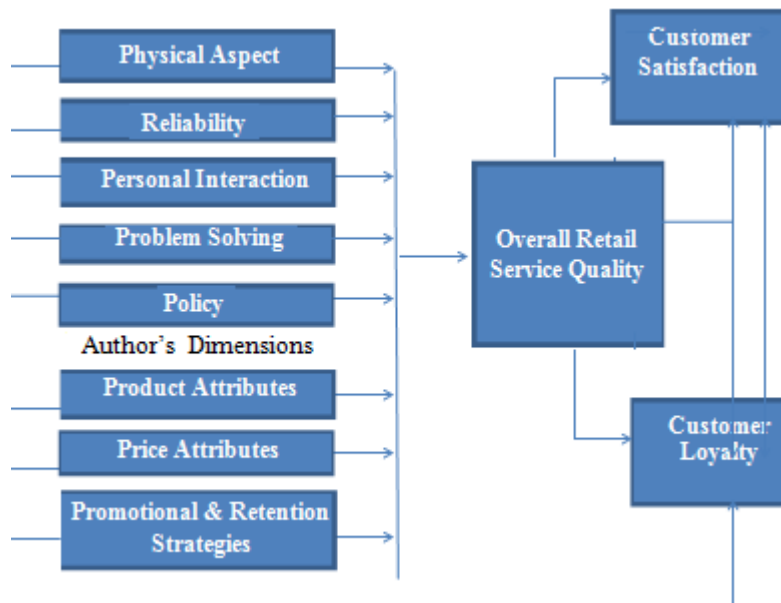 Physical Aspect
Reliability
Personal Interaction
Problem Solving
Policy
Author's Dimensions
Product Attributes
Price Attributes
Promotional & Retention
Strategies
Overall Retail
Service Quality
Customer
Satisfaction
Customer
Loyalty